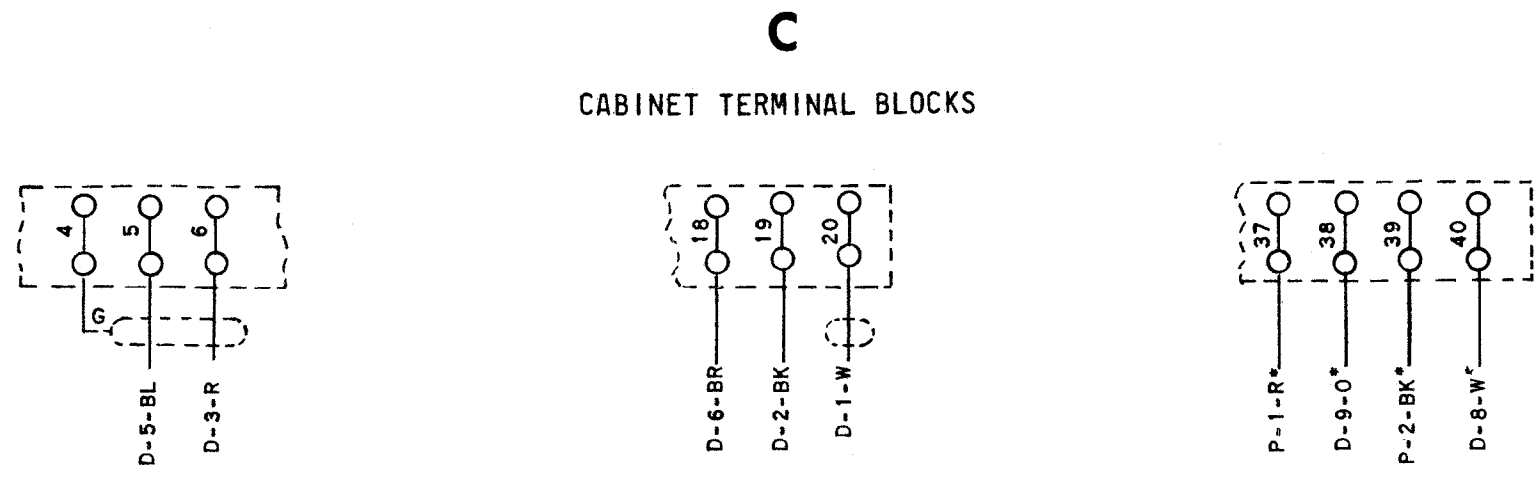 C
CABINET TERMINAL BLOCKS
4 5 6
18 19 20
37 38 39 40
G
D-5-BL
D-3-R
D-6-BR
D-2-BK
D-1-W
P-1-R*
D-9-O*
P-2-BK*
D-8-W*